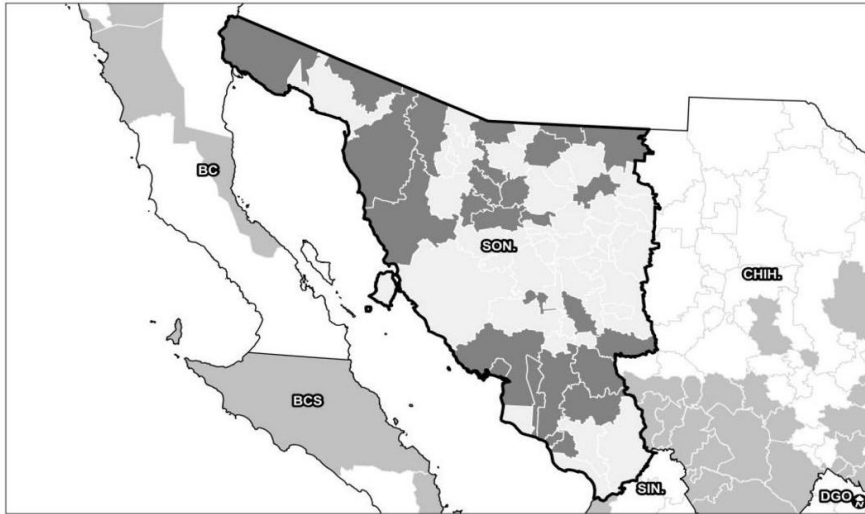 BC
SON.
CHIH.
BCS
SIN.
DGO